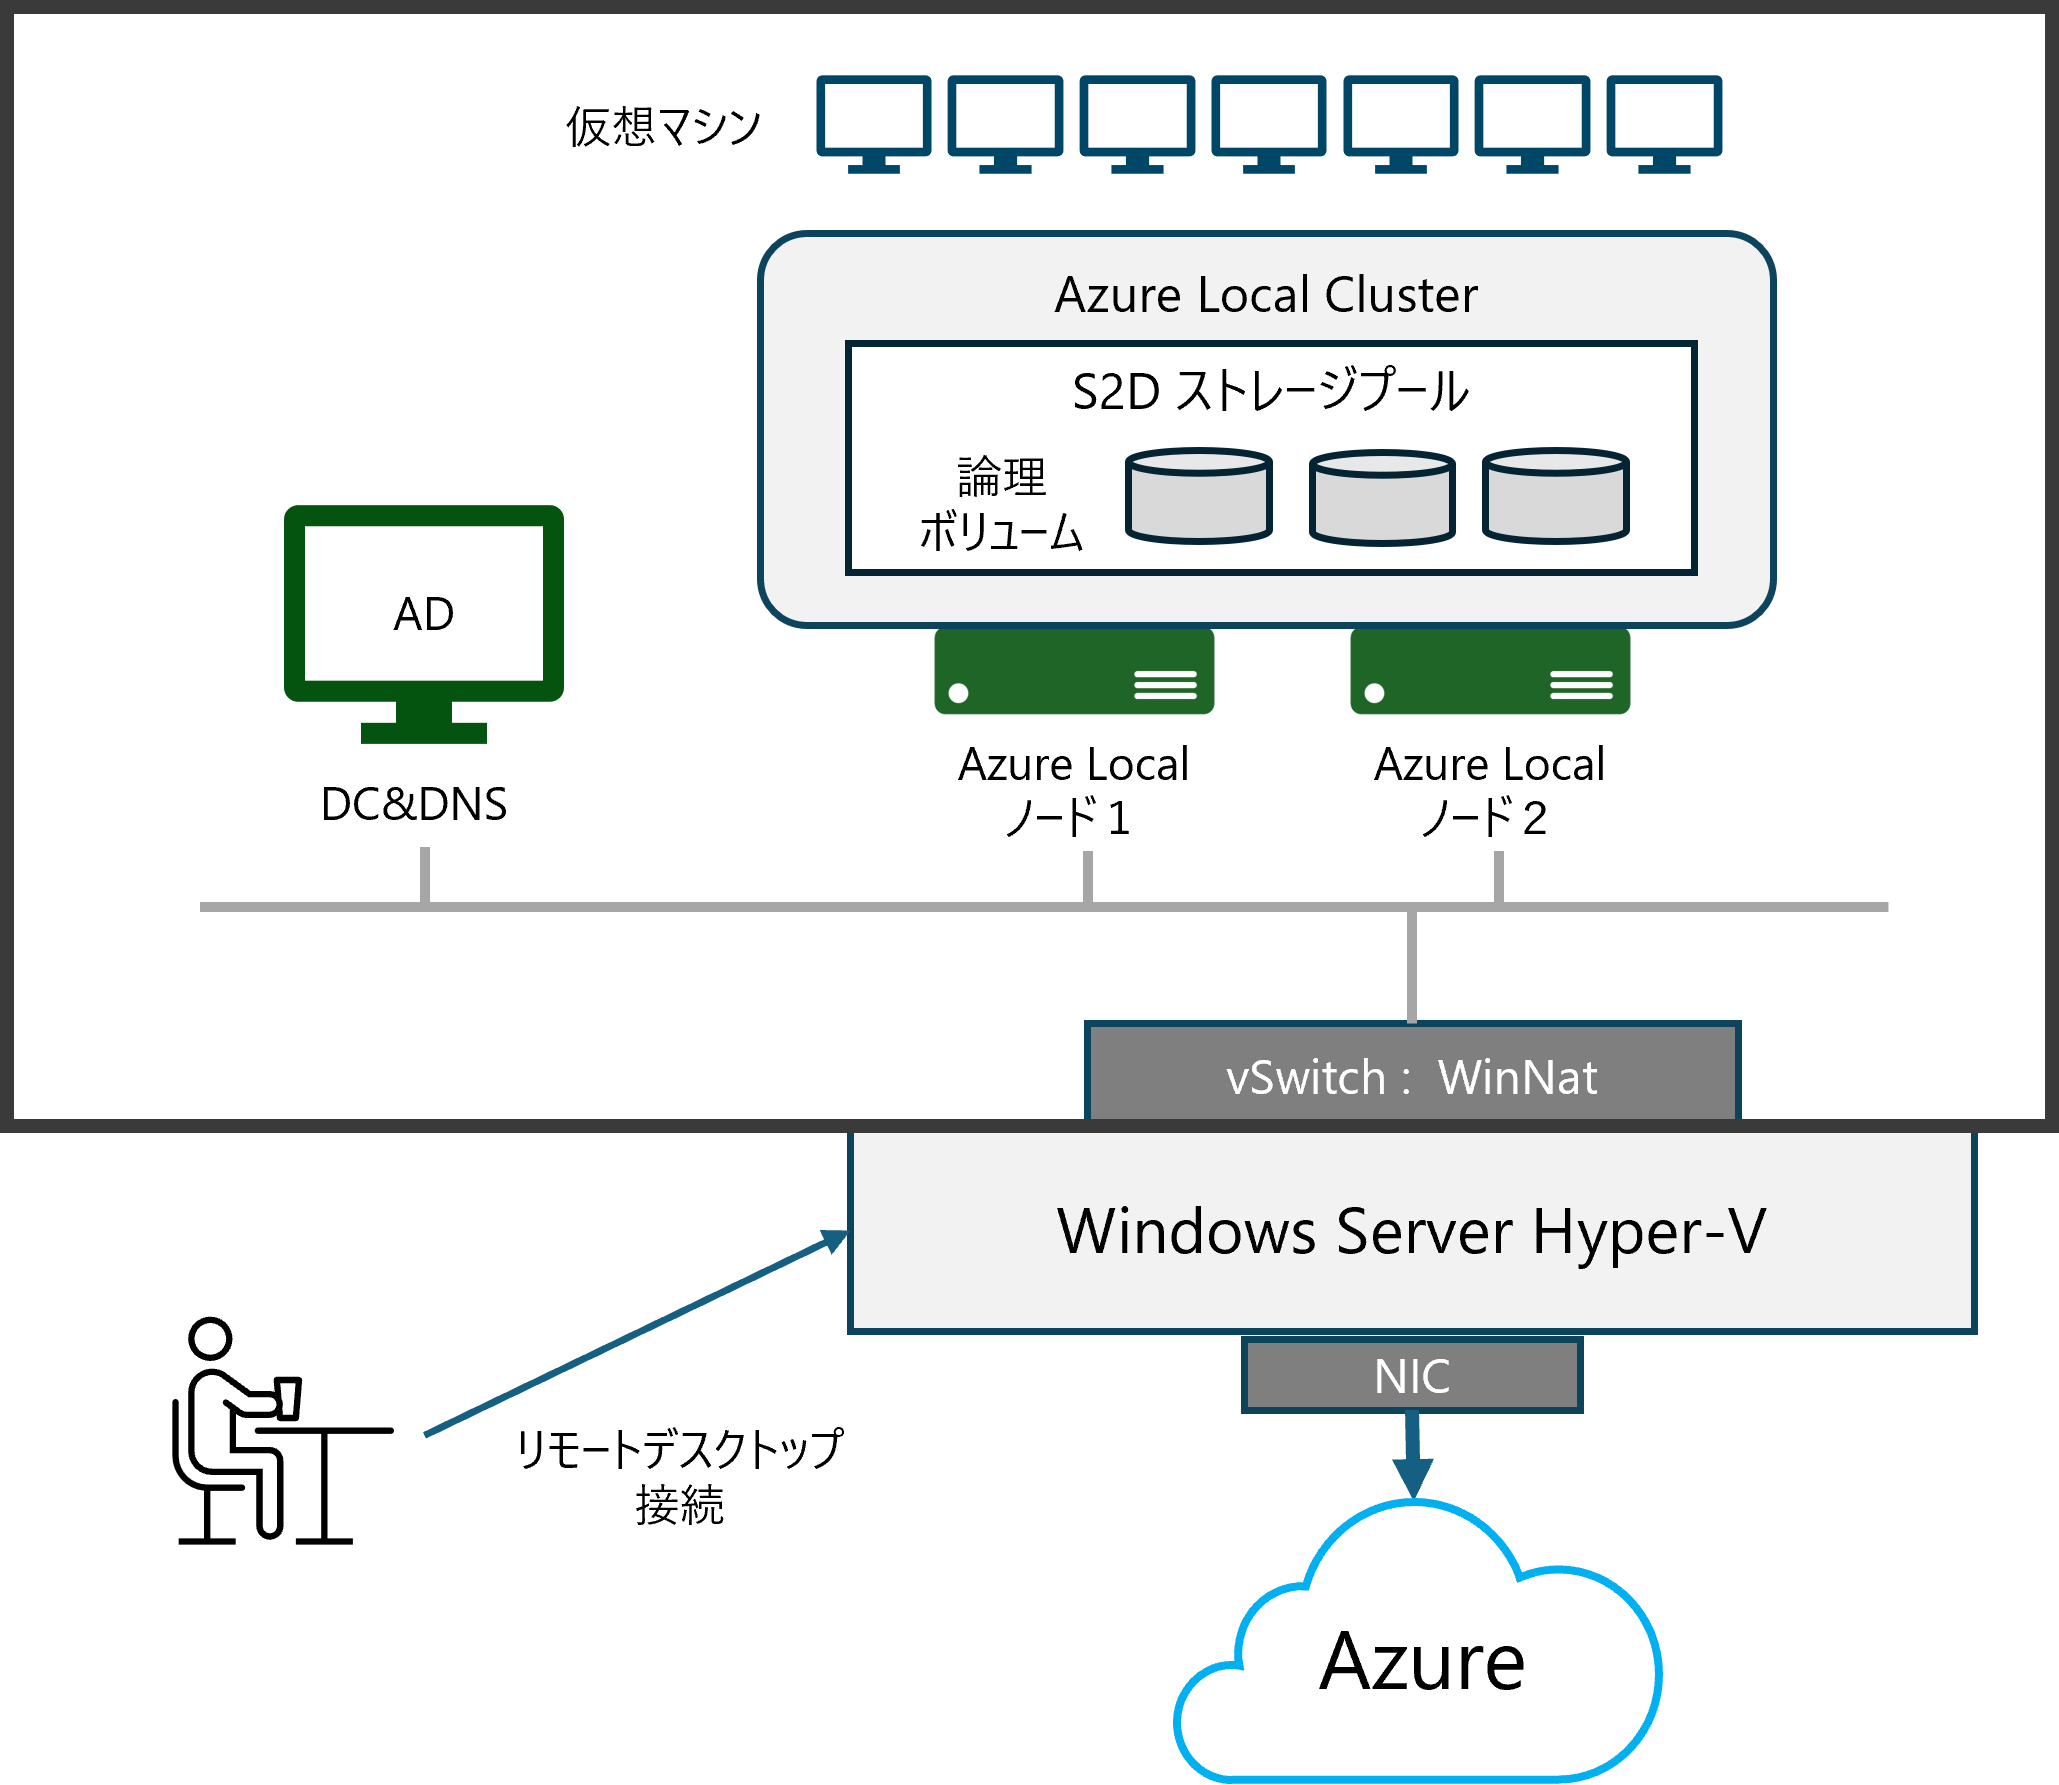 仮想マシン
Azure Local Cluster
S2D ストレージプール
論理
ボリューム
AD
DC&DNS
Azure Local
ノード１
Azure Local
ノード２
vSwitch： WinNat
Windows Server Hyper-V
NIC
リモートデスクトップ
接続
Azure